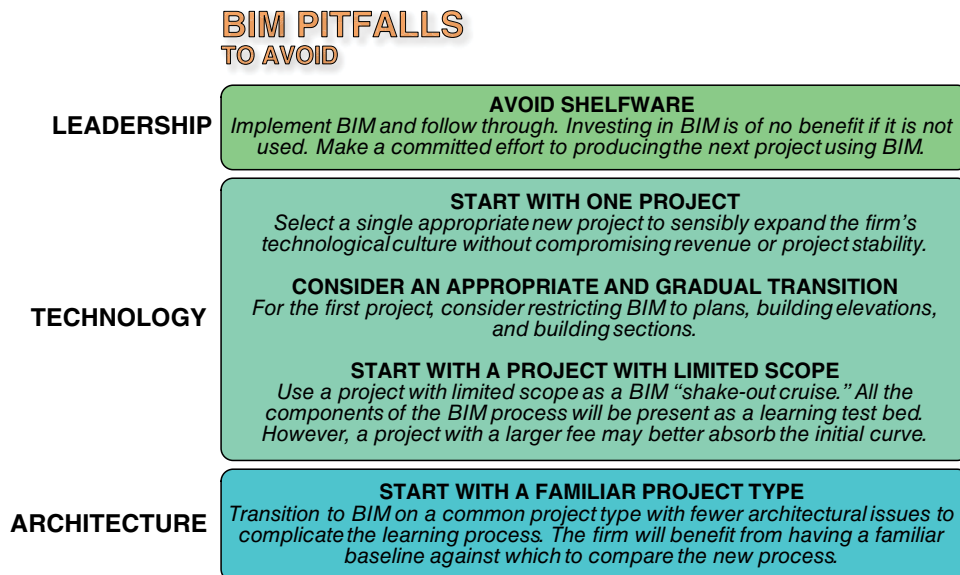 BIM PITFALLS
TO AVOID
LEADERSHIP
AVOID SHELFWARE
Implement BIM and follow through. Investing in BIM is of no benefit if it is not
used. Make a committed effort to producing the next project using BIM.
TECHNOLOGY
START WITH ONE PROJECT
Select a single appropriate new project to sensibly expand the firm's
technological culture without compromising revenue or project stability.
CONSIDER AN APPROPRIATE AND GRADUAL TRANSITION
For the first project, consider restricting BIM to plans, building elevations,
and building sections.
START WITH A PROJECT WITH LIMITED SCOPE
Use a project with limited scope as a BIM “shake-out cruise.” All the
components of the BIM process will be present as a learning test bed.
However, a project with a larger fee may better absorb the initial curve.
ARCHITECTURE
START WITH A FAMILIAR PROJECT TYPE
Transition to BIM on a common project type with fewer architectural issues to
complicate the learning process. The firm will benefit from having a familiar
baseline against which to compare the new process.